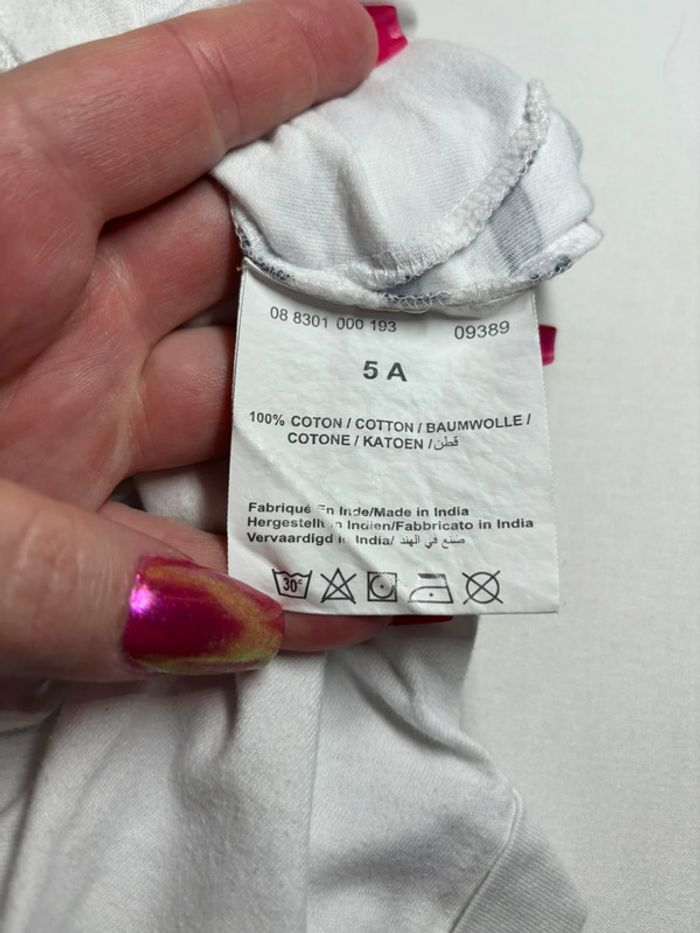 08 8301 000 193 09389
5 A
100% COTON / COTTON / BAUMWOLLE /
COTONE / KATOEN / قطن
Fabriqué En Inde/Made in India
Hergestellt in Indien/Fabbricato in India
Vervaardigd in India/ صنع في الهند
30°